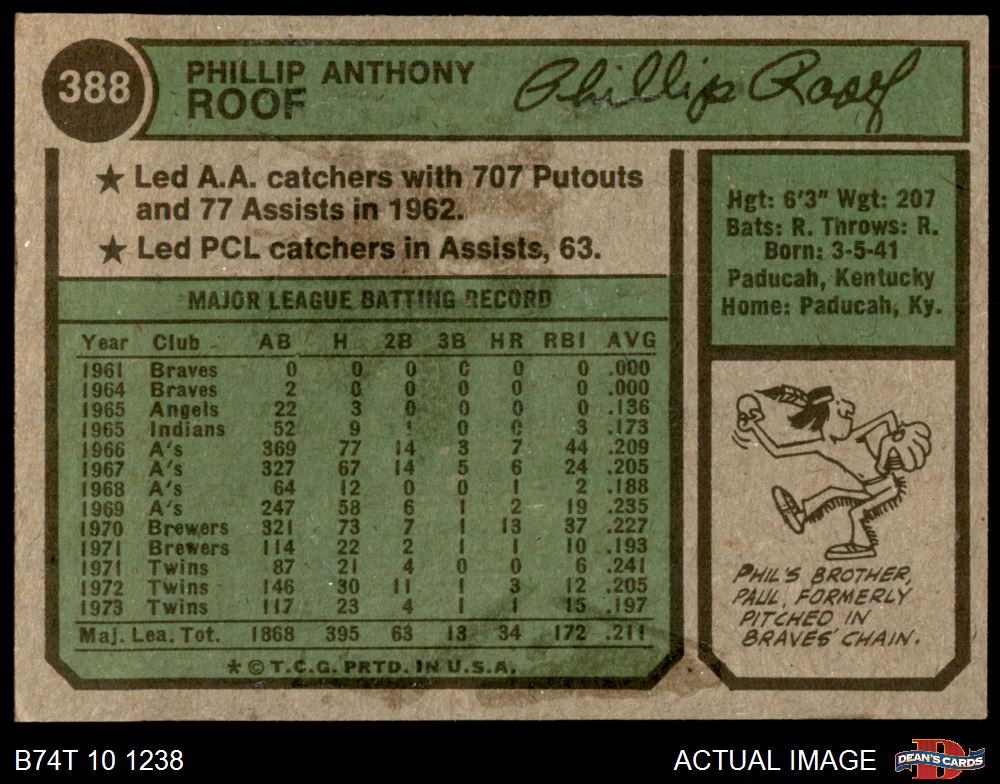 388
PHILLIP ANTHONY
ROOF
Phillip Roof
★ Led A.A. catchers with 707 Putouts
and 77 Assists in 1962.
★ Led PCL catchers in Assists, 63.
MAJOR LEAGUE BATTING RECORD
Year Club AB H 2B 3B HR RBI AVG
1961 Braves 0 0 0 0 0 0 .000
1964 Braves 2 0 0 0 0 0 .000
1965 Angels 22 3 0 0 0 0 .136
1965 Indians 52 9 1 0 0 3 .173
1966 A's 369 77 14 3 7 44 .209
1967 A's 327 67 14 5 6 24 .205
1968 A's 64 12 0 0 1 2 .188
1969 A's 247 58 6 1 2 19 .235
1970 Brewers 321 73 7 1 13 37 .227
1971 Brewers 114 22 2 1 1 10 .193
1971 Twins 87 21 4 0 0 6 .241
1972 Twins 146 30 11 1 3 12 .205
1973 Twins 117 23 4 1 1 15 .197
Maj. Lea. Tot. 1868 395 63 13 34 172 .211
* © T.C.G. PRTD. IN U.S.A.
Hgt: 6'3" Wgt: 207
Bats: R. Throws: R.
Born: 3-5-41
Paducah, Kentucky
Home: Paducah, Ky.
PHIL'S BROTHER,
PAUL, FORMERLY
PITCHED IN
BRAVES' CHAIN.
B74T 10 1238
ACTUAL IMAGE
DEAN'S CARDS